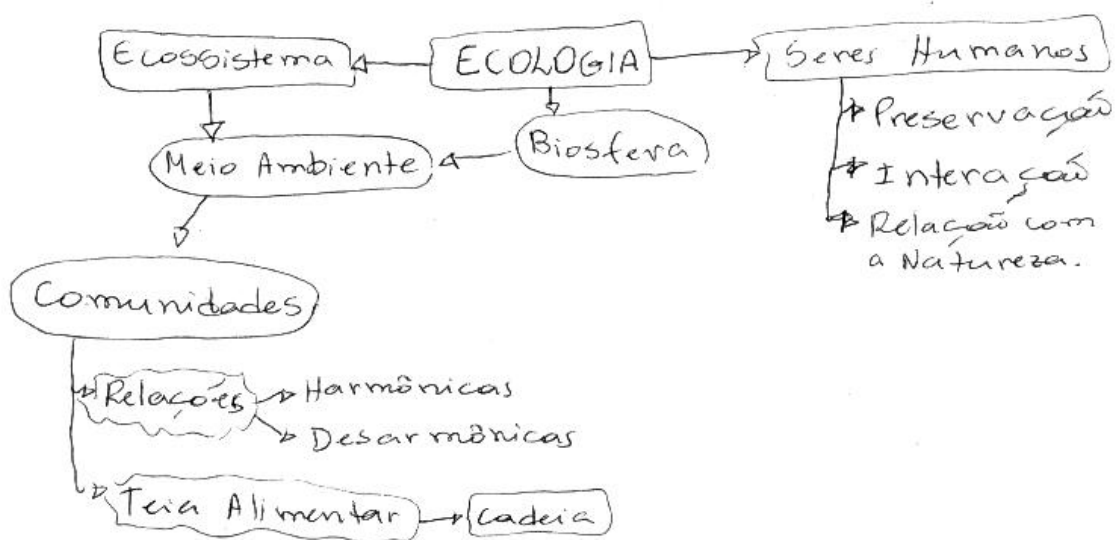 Ecossistema
ECOLOGIA
Seres Humanos
Preservação
Biosfera
Meio Ambiente
Interação
Relação com
a Natureza.
Comunidades
Relações
Harmônicas
Desarmônicas
Teia Alimentar
Cadeia